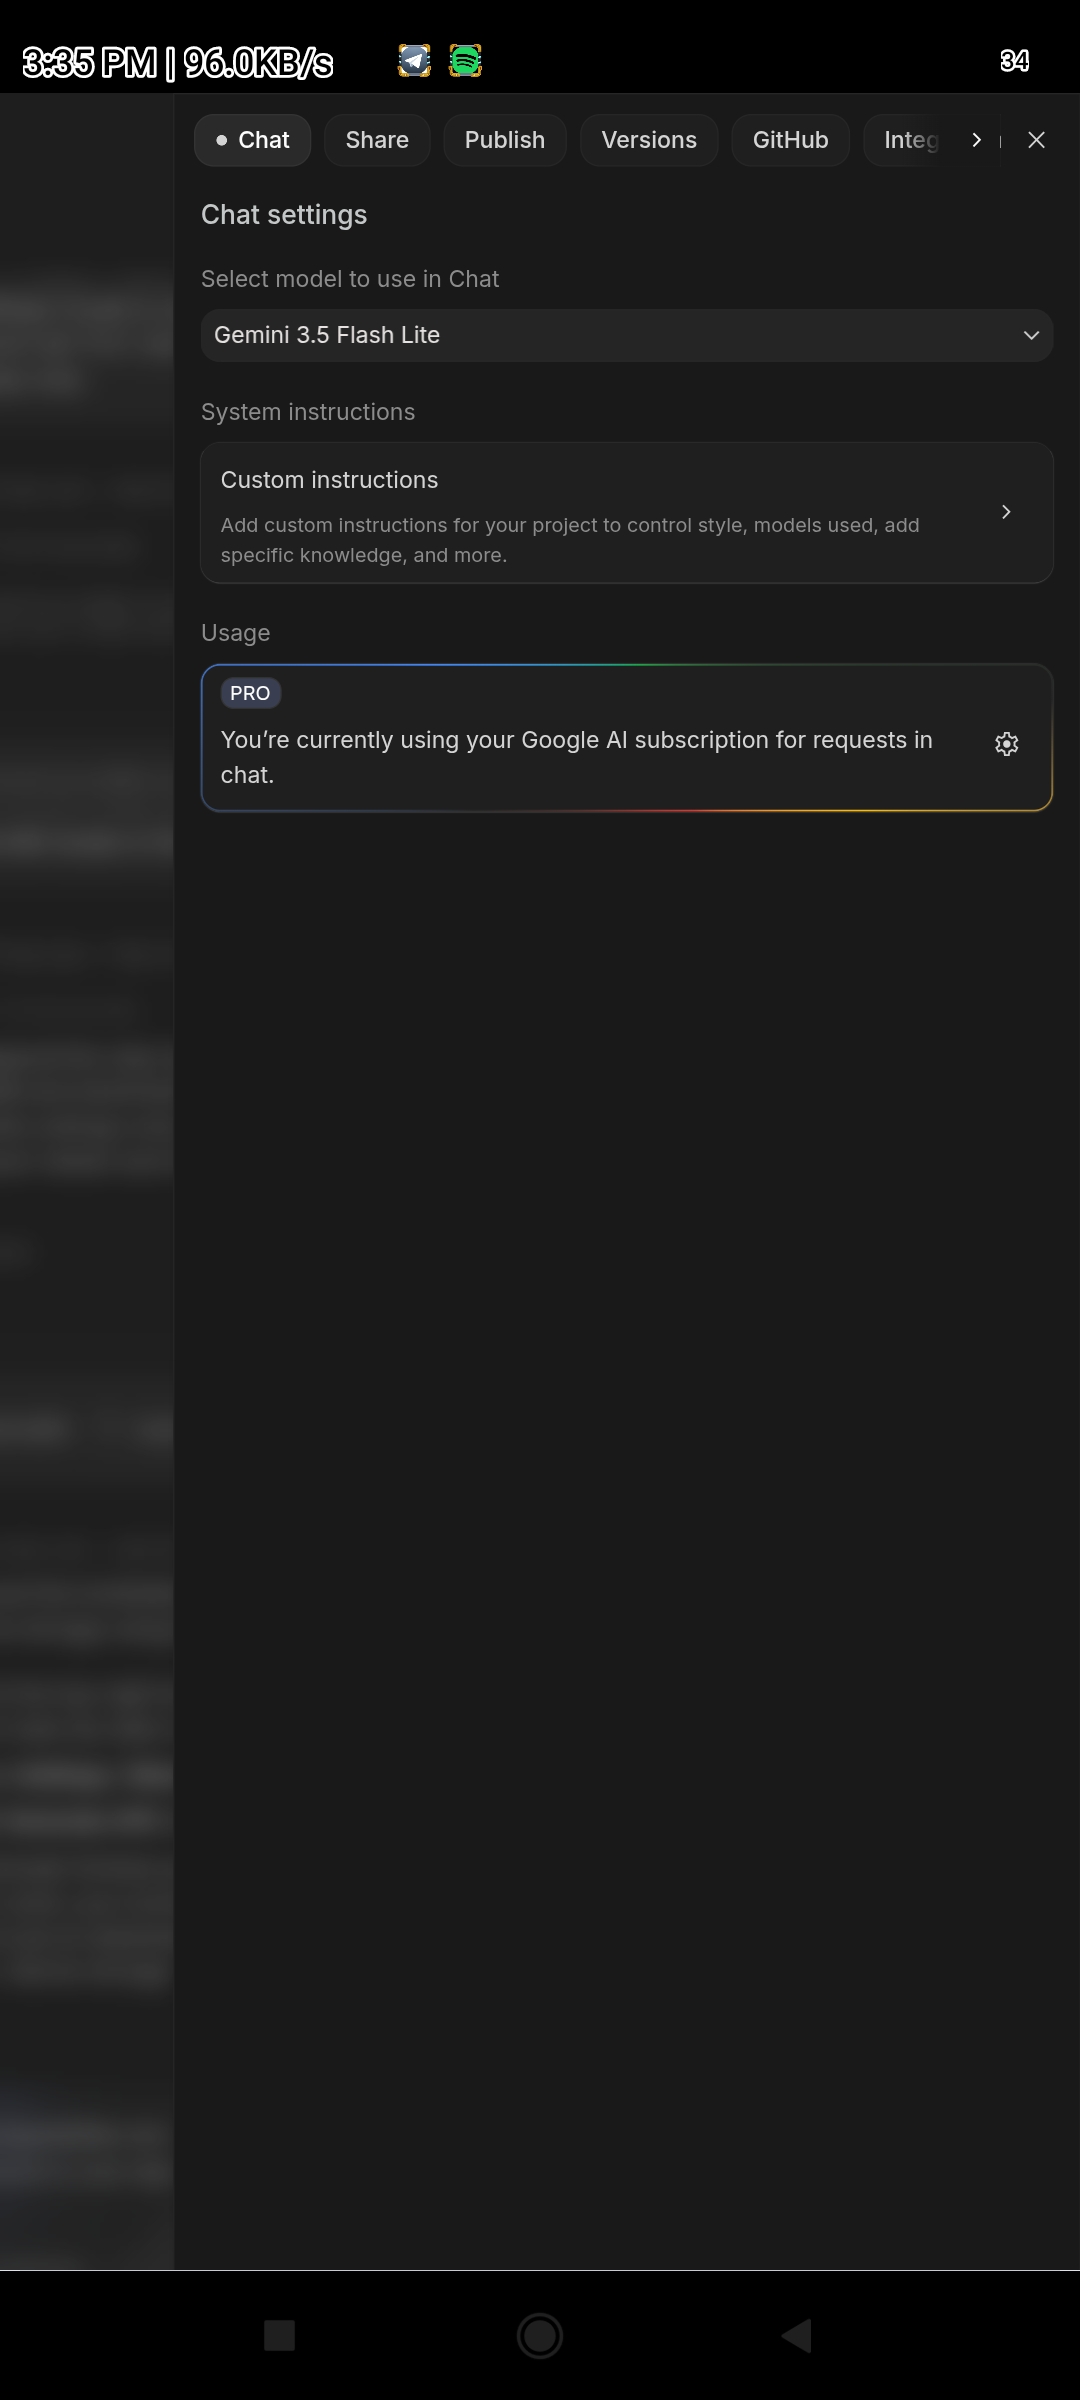 3:35 PM | 96.0KB/s
34
Chat
Share
Publish
Versions
GitHub
Integ
Chat settings
Select model to use in Chat
Gemini 3.5 Flash Lite
System instructions
Custom instructions
Add custom instructions for your project to control style, models used, add
specific knowledge, and more.
Usage
PRO
You’re currently using your Google AI subscription for requests in
chat.